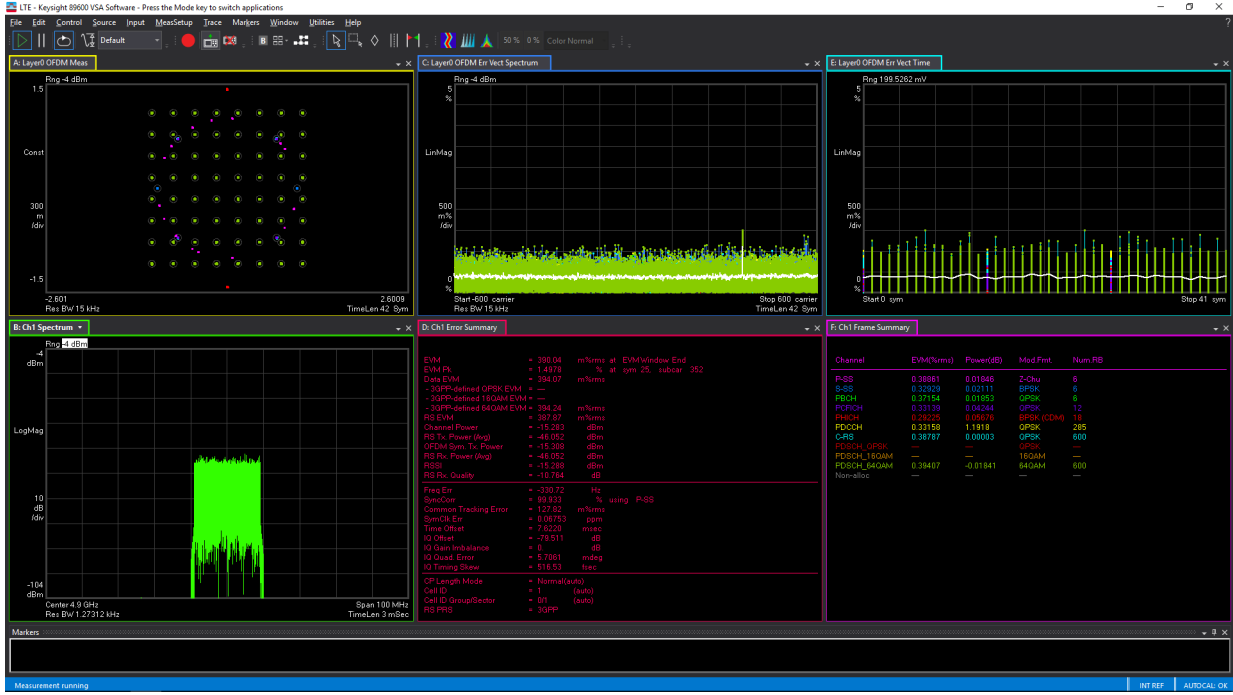 LTE - Keysight 89600 VSA Software - Press the Mode key to switch applications
File Edit Control Source Input MeasSetup Trace Markers Window Utilities Help
Default
50 % 0 % Color Normal
A: Layer0 OFDM Meas
Rng -4 dBm
1.5
Const
300
m
/div
-1.5
-2.601 2.6009
Res BW 15 kHz TimeLen 42 Sym
C: Layer0 OFDM Err Vect Spectrum
Rng -4 dBm
5
%
LinMag
500
m%
/div
0
%
Start -600 carrier Stop 600 carrier
Res BW 15 kHz TimeLen 42 Sym
E: Layer0 OFDM Err Vect Time
Rng 199.5262 mV
5
%
LinMag
500
m%
/div
0
%
Start 0 sym Stop 41 sym
B: Ch1 Spectrum
Rng -4 dBm
-4
dBm
LogMag
10
dB
/div
-104
dBm
Center 4.9 GHz Span 100 MHz
Res BW 1.27312 kHz TimeLen 3 mSec
D: Ch1 Error Summary
EVM = 390.04 m%rms at EVMWindow End
EVM Pk = 1.4978 % at sym 25, subcar 352
Data EVM = 394.07 m%rms
- 3GPP-defined QPSK EVM = —
- 3GPP-defined 16QAM EVM = —
- 3GPP-defined 64QAM EVM = 394.24 m%rms
RS EVM = 387.87 m%rms
Channel Power = -15.283 dBm
RS Tx. Power (Avg) = -46.052 dBm
OFDM Sym. Tx. Power = -15.309 dBm
RS Rx. Power (Avg) = -46.052 dBm
RSSI = -15.288 dBm
RS Rx. Quality = -10.764 dB
Freq Err = -330.72 Hz
SyncCorr = 99.933 % using P-SS
Common Tracking Error = 127.82 m%rms
SymClk Err = 0.06753 ppm
Time Offset = 7.6228 msec
IQ Offset = -79.511 dB
IQ Gain Imbalance = 0 dB
IQ Quad. Error = 5.7061 mdeg
IQ Timing Skew = 516.53 fsec
CP Length Mode = Normal(auto)
Cell ID = 1 (auto)
Cell ID Group/Sector = 0/1 (auto)
RS PRS = 3GPP
F: Ch1 Frame Summary
Channel EVM(%rms) Power(dB) Mod.Fmt. Num RB
P-SS 0.30861 0.01846 Z-Chu 6
S-SS 0.32929 0.02111 BPSK 6
PBCH 0.37154 0.01853 QPSK 6
PCFICH 0.33139 0.04244 QPSK 12
PHICH 0.29225 0.05676 BPSK (CDM) 18
PDCCH 0.33158 1.1918 QPSK 285
C-RS 0.38787 0.00003 QPSK 600
PDSCH_QPSK — — QPSK —
PDSCH_16QAM — — 16QAM —
PDSCH_64QAM 0.39407 -0.01841 64QAM 600
Non-alloc — — — —
Markers
Measurement running INT REF AUTOCAL: OK